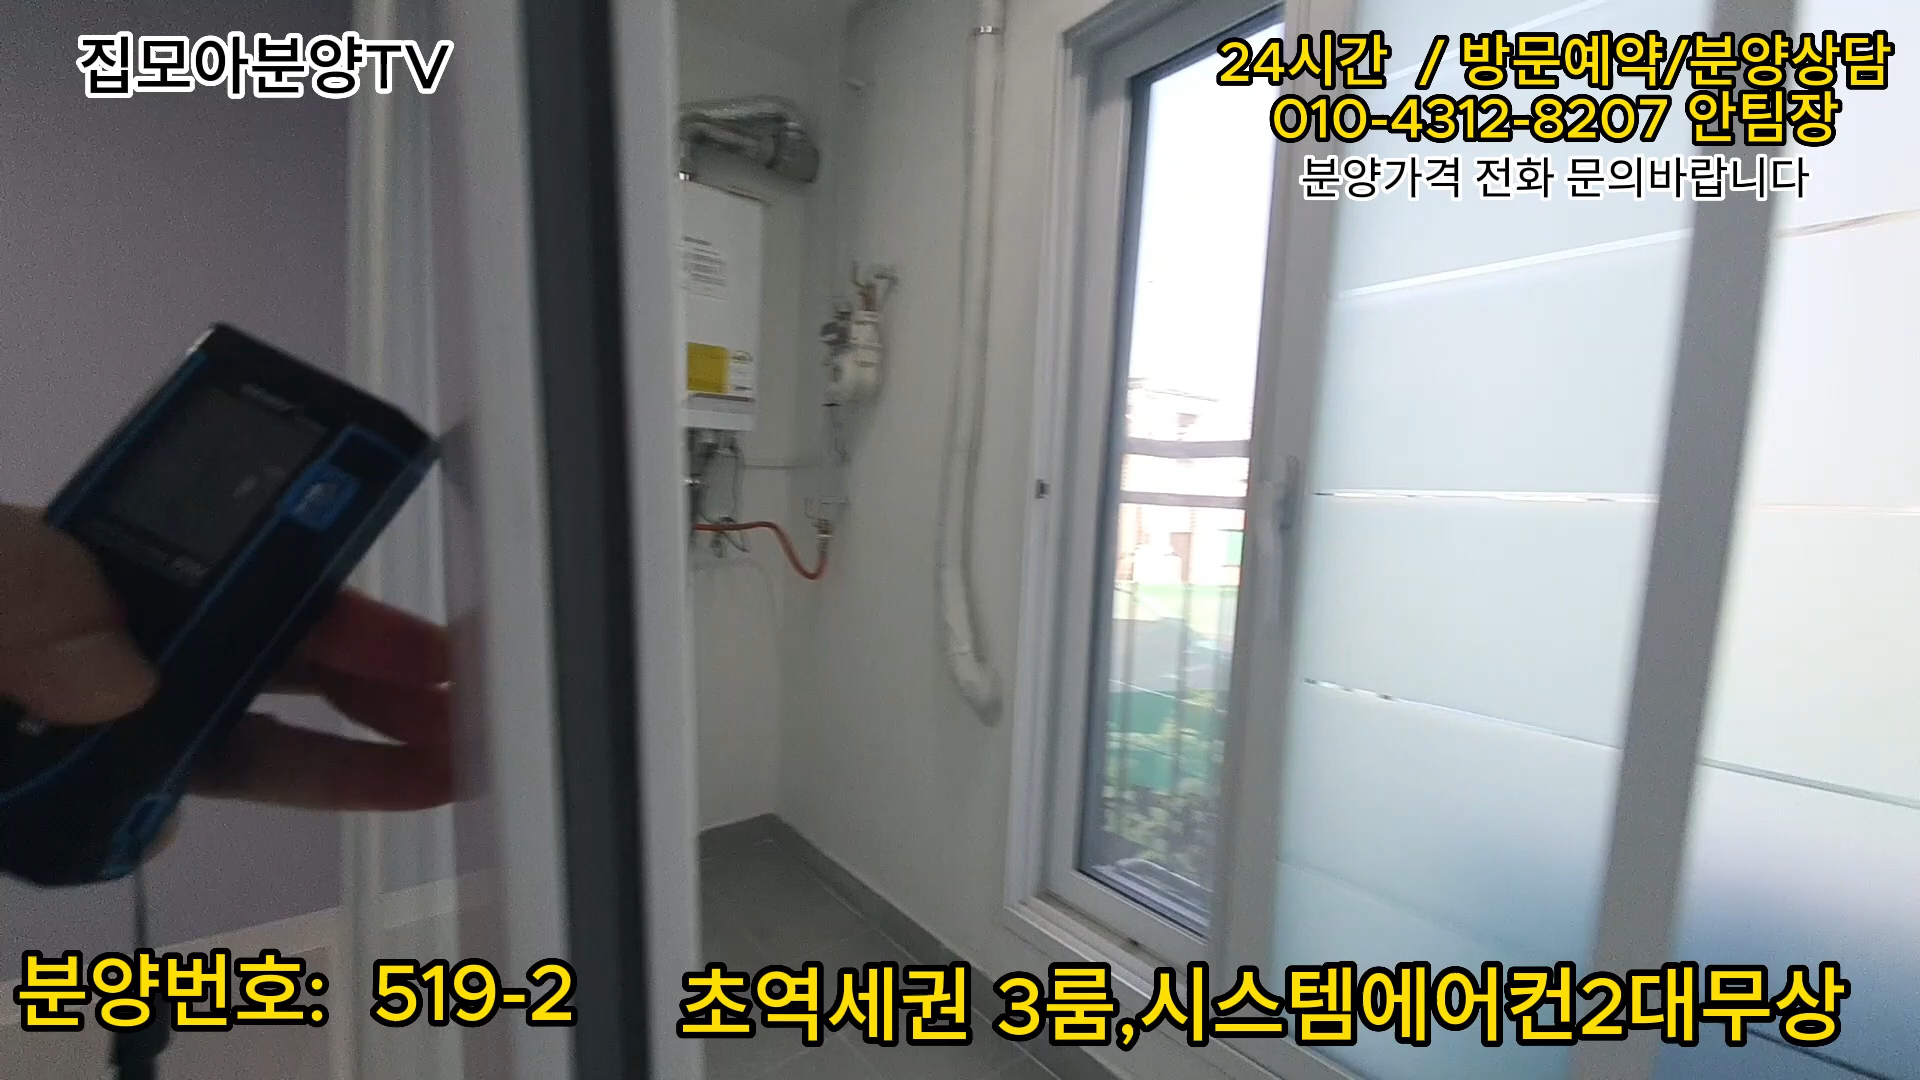 집모아분양TV
24시간 / 방문예약/분양상담
010-4312-8207 안팀장
분양가격 전화 문의바랍니다
분양번호: 519-2
초역세권 3룸,시스템에어컨2대무상